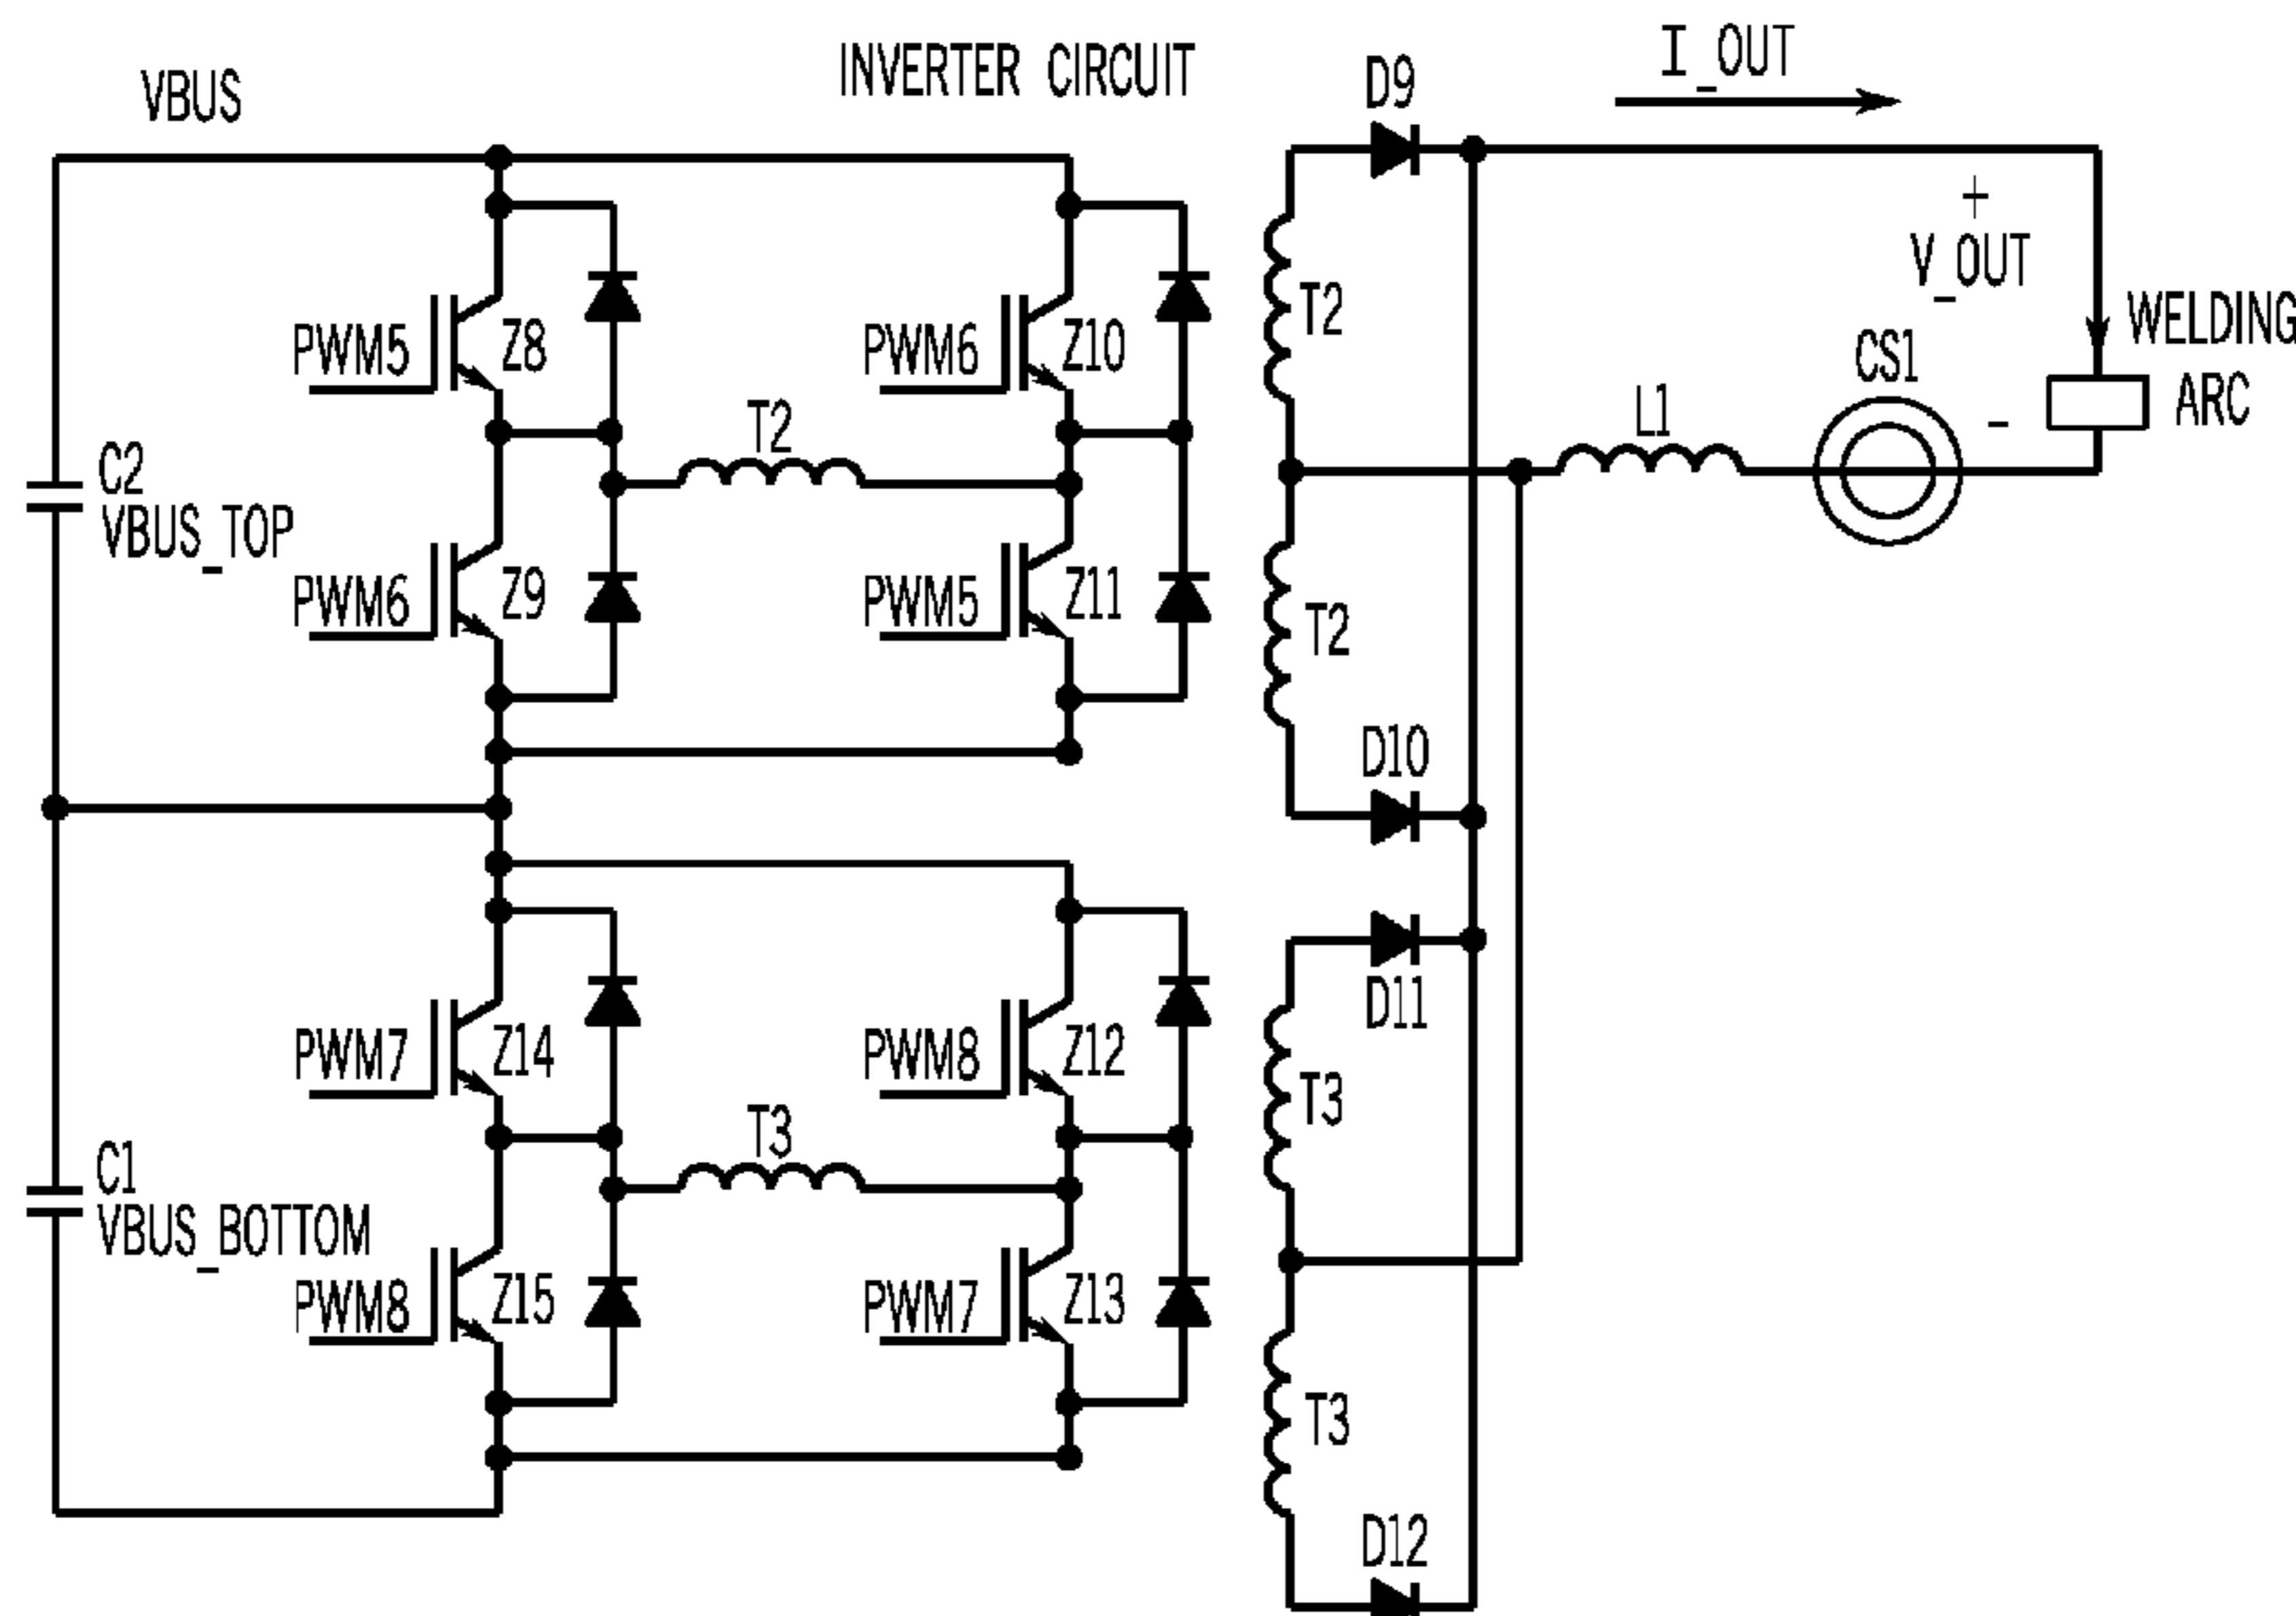 VBUS
INVERTER CIRCUIT
D9
I_OUT
+
V_OUT
WELDING
ARC
CS1
-
L1
T2
PWM5
Z8
PWM6
Z10
T2
C2
VBUS_TOP
PWM6
Z9
PWM5
Z11
T2
D10
D11
PWM7
Z14
PWM8
Z12
T3
T3
C1
VBUS_BOTTOM
PWM8
Z15
PWM7
Z13
T3
D12